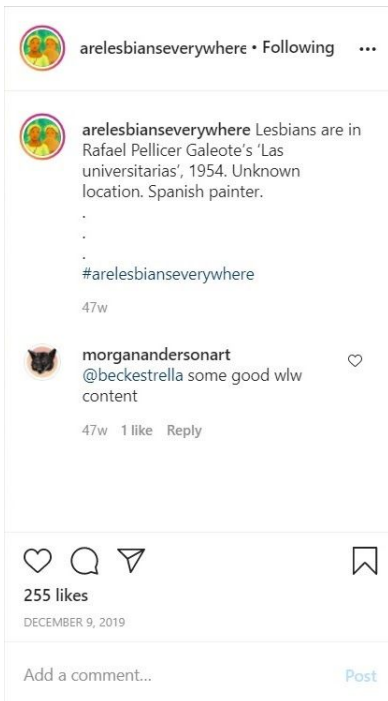 arelesbianseverywhere • Following •••
arelesbianseverywhere Lesbians are in
Rafael Pellicer Galeote's 'Las
universitarias', 1954. Unknown
location. Spanish painter.
.
.
.
#arelesbianseverywhere
47w
morganandersonart
@beckestrella some good wlw
content
47w 1 like Reply
255 likes
DECEMBER 9, 2019
Add a comment... Post